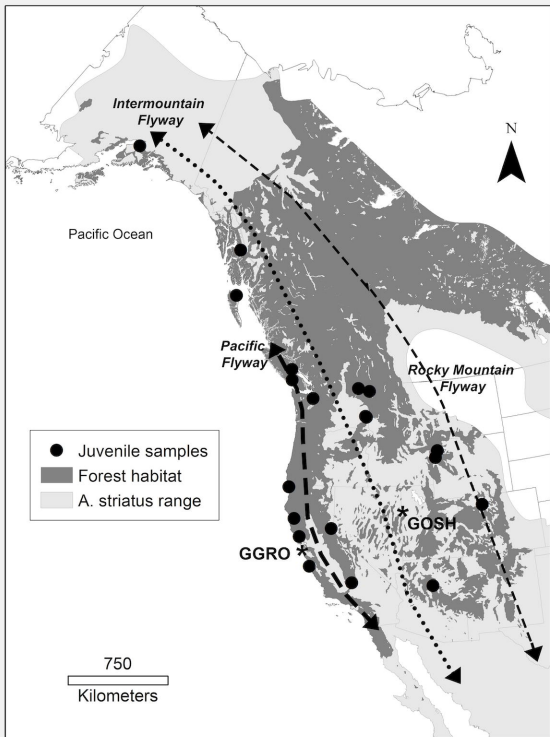 Intermountain
Flyway
N
Pacific Ocean
Pacific
Flyway
Rocky Mountain
Flyway
Juvenile samples
Forest habitat
A. striatus range
* GOSH
GGRO *
750
Kilometers